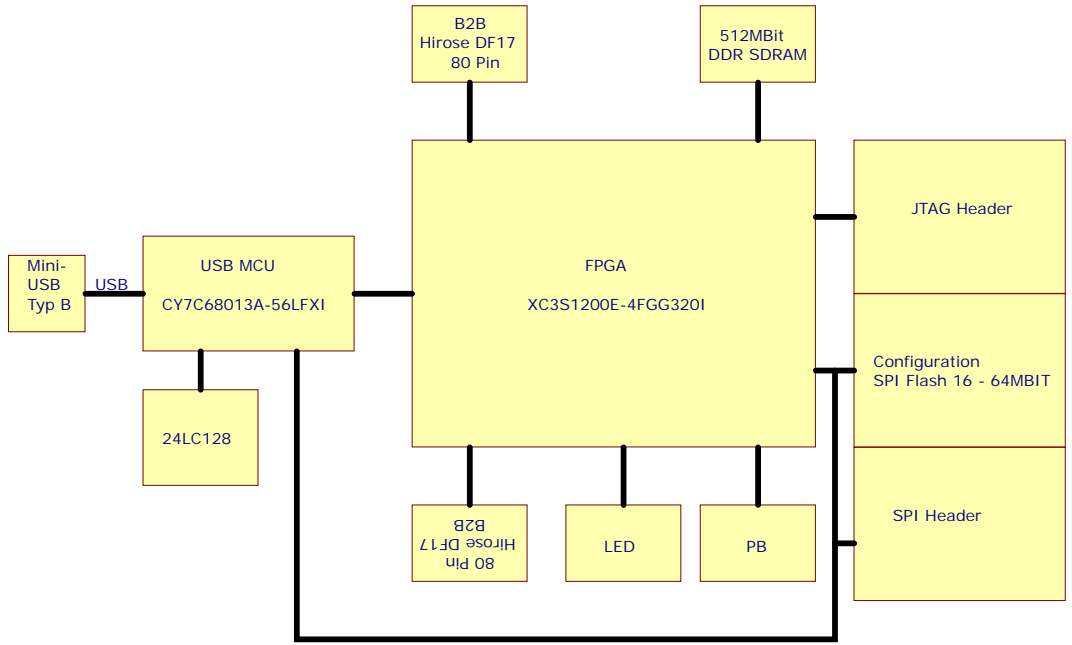 B2B
Hirose DF17
80 Pin
512MBit
DDR SDRAM
JTAG Header
Mini-
USB
Typ B
USB
USB MCU
CY7C68013A-56LFXI
FPGA
XC3S1200E-4FGG320I
Configuration
SPI Flash 16 - 64MBIT
24LC128
B2B
Hirose DF17
80 Pin
LED
PB
SPI Header